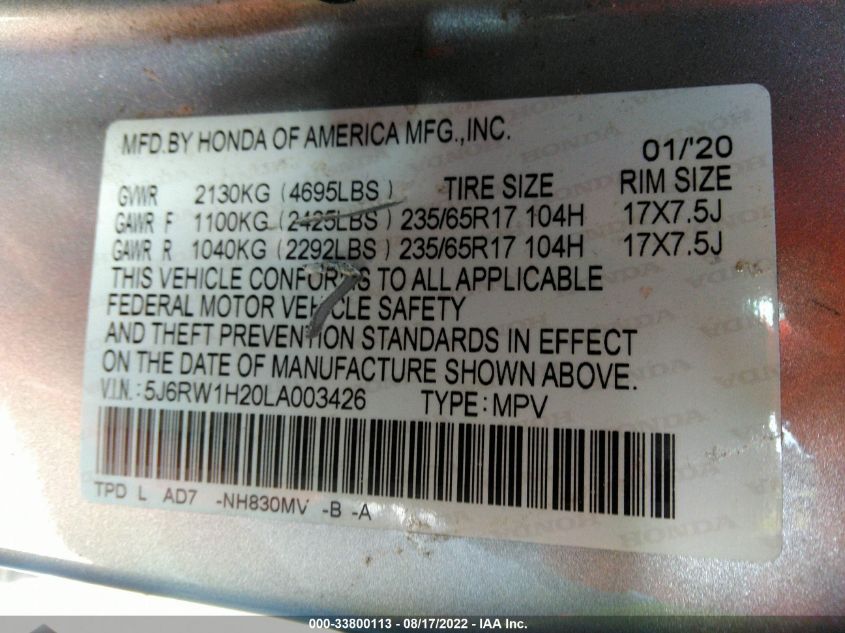 MFD.BY HONDA OF AMERICA MFG.,INC.
01/'20
GVWR 2130KG (4695LBS) TIRE SIZE RIM SIZE
GAWR F 1100KG (2425LBS) 235/65R17 104H 17X7.5J
GAWR R 1040KG (2292LBS) 235/65R17 104H 17X7.5J
THIS VEHICLE CONFORMS TO ALL APPLICABLE
FEDERAL MOTOR VEHICLE SAFETY
AND THEFT PREVENTION STANDARDS IN EFFECT
ON THE DATE OF MANUFACTURE SHOWN ABOVE.
V.I.N.: 5J6RW1H20LA003426 TYPE: MPV
TPD L AD7 -NH830MV -B -A
000-33800113 - 08/17/2022 - IAA Inc.